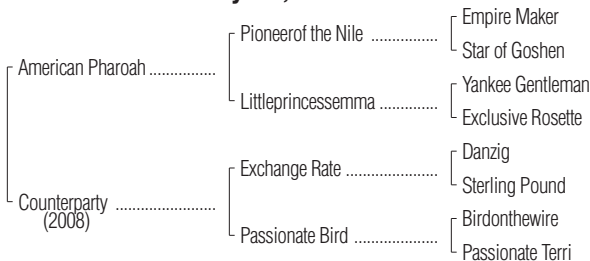 Empire Maker
Pioneerof the Nile ................
Star of Goshen
American Pharoah ...............
Yankee Gentleman
Littleprincessemma ..............
Exclusive Rosette
Danzig
Exchange Rate ......................
Sterling Pound
Counterparty ........................
(2008)
Birdonthewire
Passionate Bird ....................
Passionate Terri